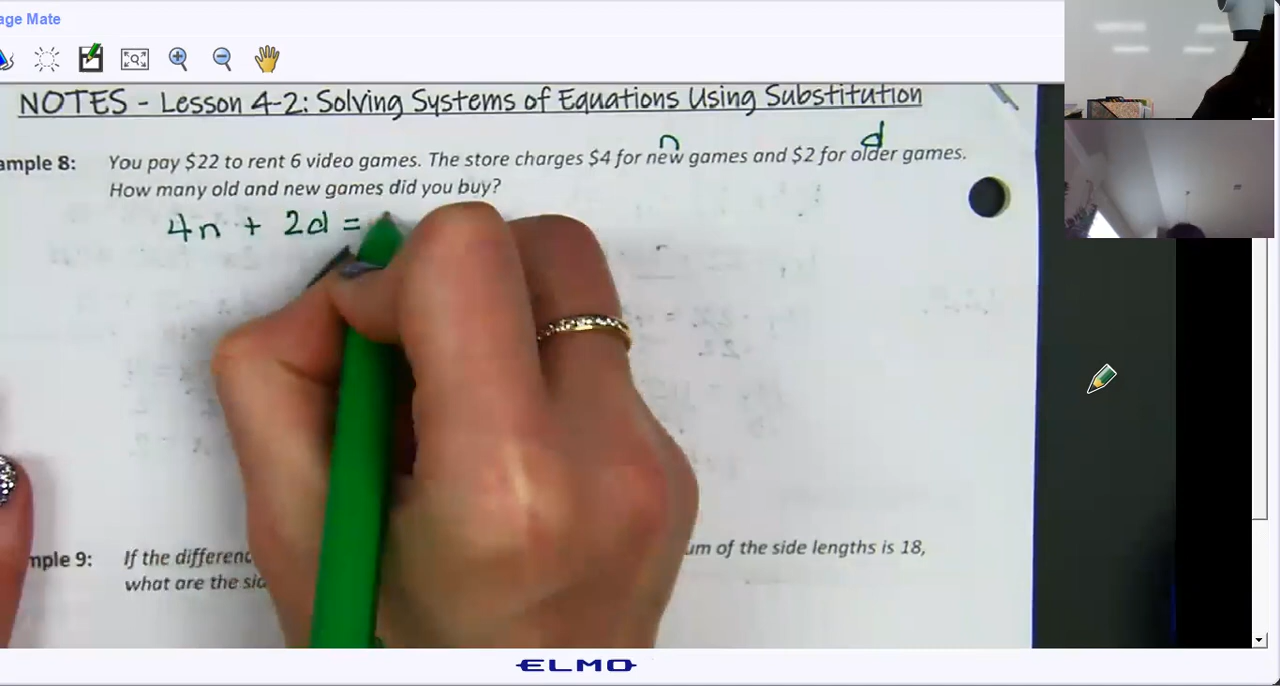 age Mate
NOTES - Lesson 4-2: Solving Systems of Equations Using Substitution
n d
ample 8: You pay $22 to rent 6 video games. The store charges $4 for new games and $2 for older games.
How many old and new games did you buy?
4n + 2d =
mple 9: If the differenc um of the side lengths is 18,
what are the sid
ELMO